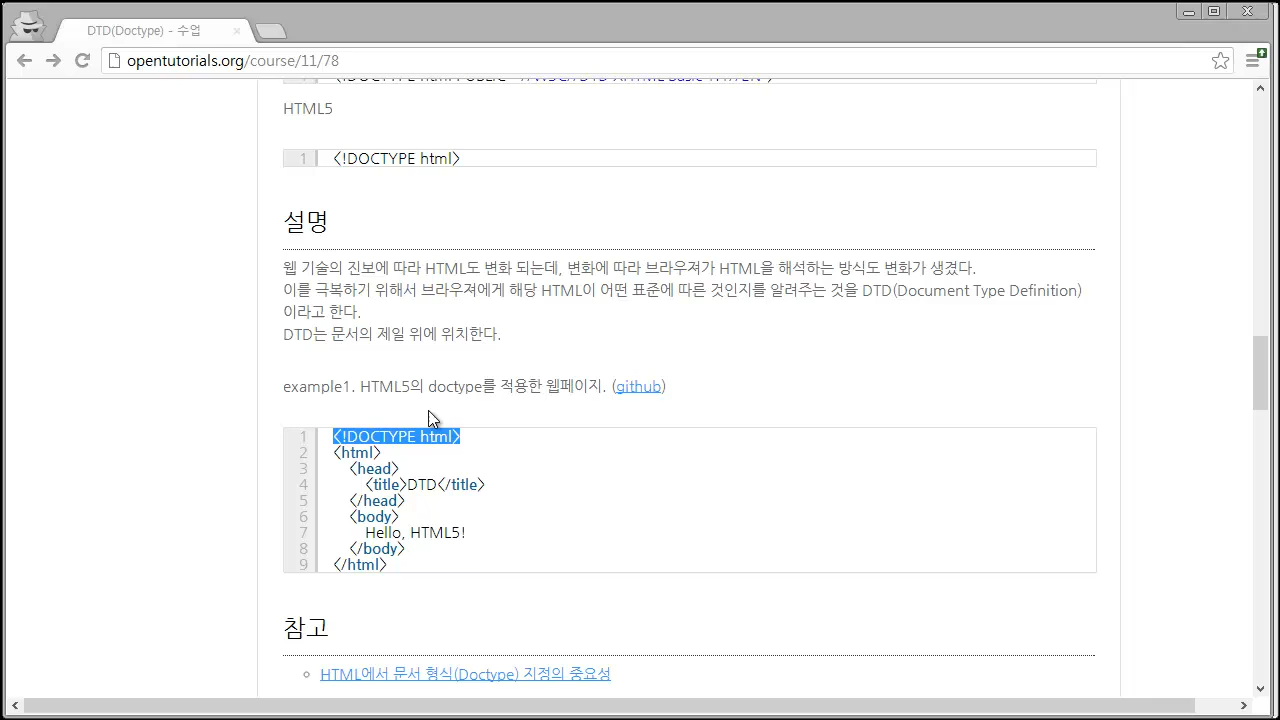 DTD(Doctype) - 수업
opentutorials.org/course/11/78
HTML5
1 <!DOCTYPE html>
설명
웹 기술의 진보에 따라 HTML도 변화 되는데, 변화에 따라 브라우져가 HTML을 해석하는 방식도 변화가 생겼다.
이를 극복하기 위해서 브라우져에게 해당 HTML이 어떤 표준에 따른 것인지를 알려주는 것을 DTD(Document Type Definition)
이라고 한다.
DTD는 문서의 제일 위에 위치한다.
example1. HTML5의 doctype를 적용한 웹페이지. (github)
1 <!DOCTYPE html>
2 <html>
3 <head>
4 <title>DTD</title>
5 </head>
6 <body>
7 Hello, HTML5!
8 </body>
9 </html>
참고
HTML에서 문서 형식(Doctype) 지정의 중요성